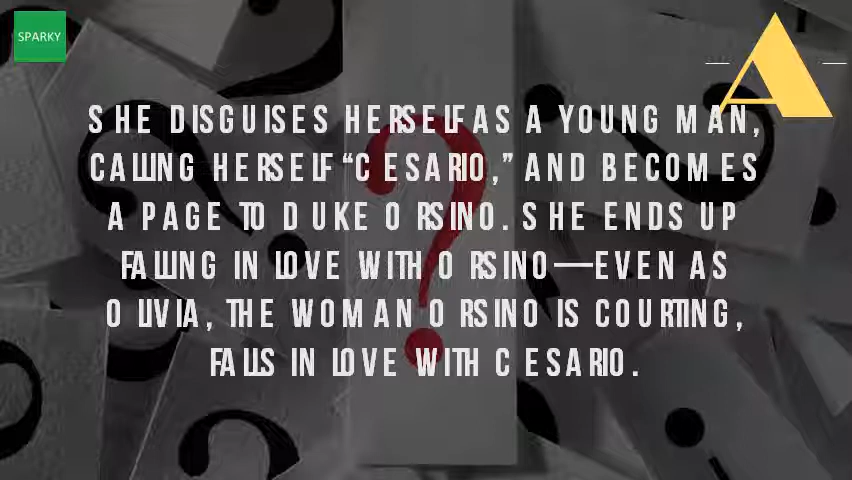 SPARKY
A
SHE DISGUISES HERSELF AS A YOUNG MAN,
CALLING HERSELF “CESARIO,” AND BECOMES
A PAGE TO DUKE ORSINO. SHE ENDS UP
FALLING IN LOVE WITH ORSINO—EVEN AS
OLIVIA, THE WOMAN ORSINO IS COURTING,
FALLS IN LOVE WITH CESARIO.